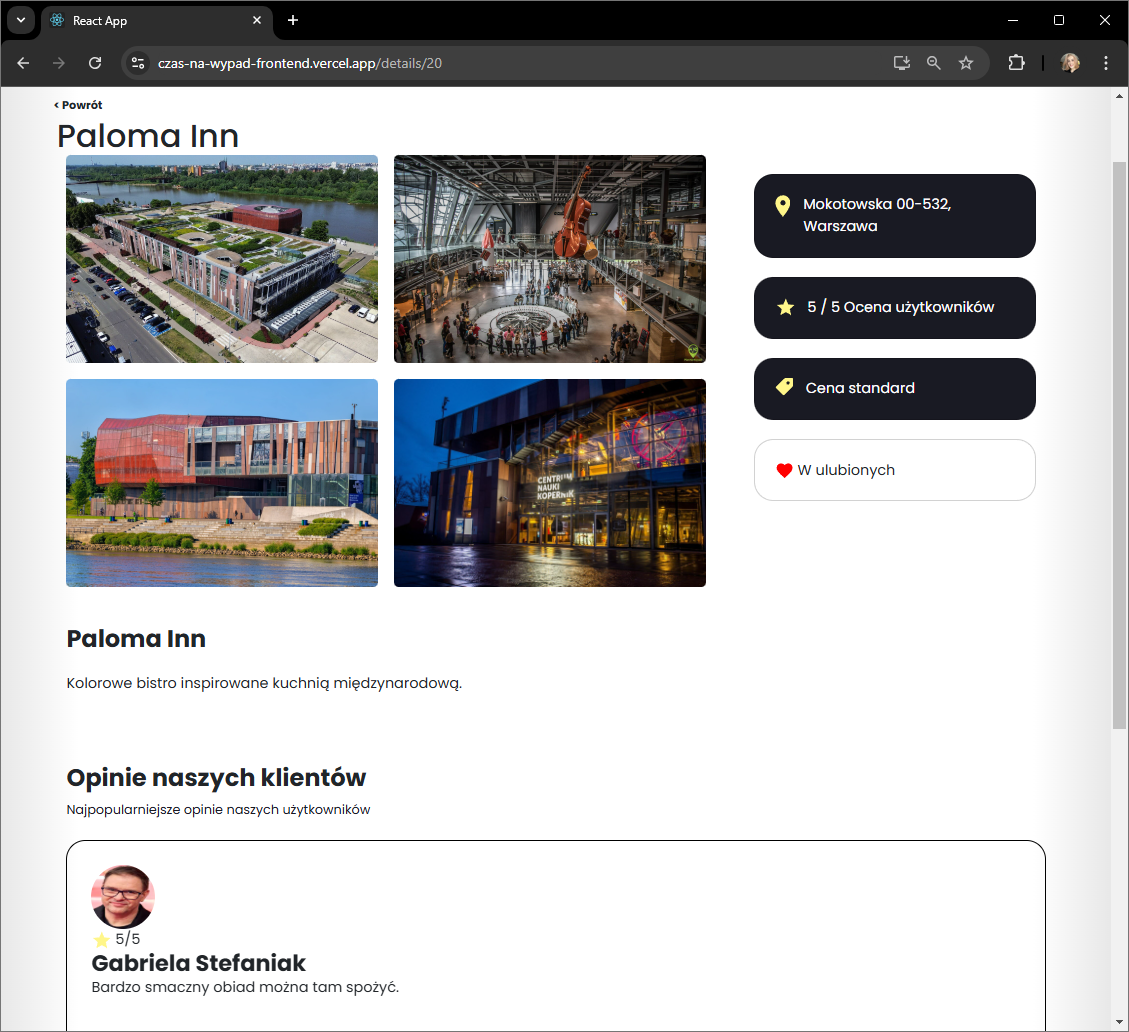 React App
czas-na-wypad-frontend.vercel.app/details/20
< Powrót
Paloma Inn
Mokotowska 00-532,
Warszawa
5 / 5 Ocena użytkowników
Cena standard
W ulubionych
CENTRUM
NAUKI
KOPERNIK
Paloma Inn
Kolorowe bistro inspirowane kuchnią międzynarodową.
Opinie naszych klientów
Najpopularniejsze opinie naszych użytkowników
5/5
Gabriela Stefaniak
Bardzo smaczny obiad można tam spożyć.